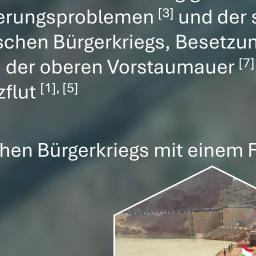 erungsproblemen [3] und der s
schen Bürgerkriegs, Besetzun
der oberen Vorstaumauer [7]
zflut [1], [5]
hen Bürgerkriegs mit einem F